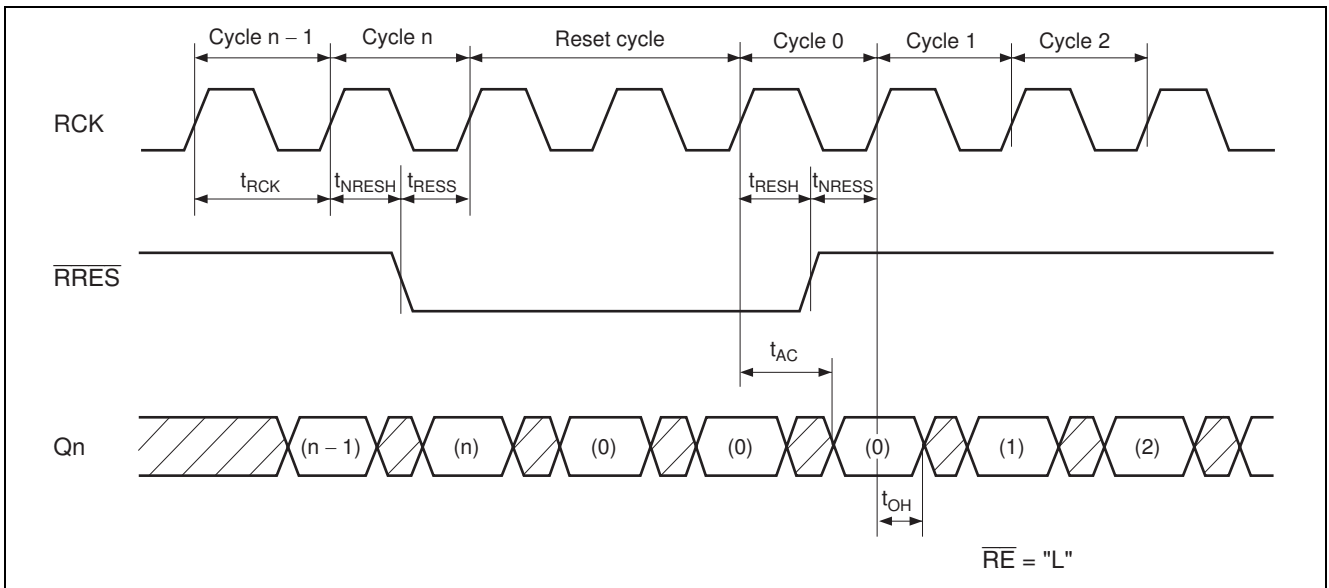 Cycle n – 1 Cycle n Reset cycle Cycle 0 Cycle 1 Cycle 2
RCK
tRCK tNRESH tRESS tRESH tNRESS
RRES
tAC
Qn (n – 1) (n) (0) (0) (0) (1) (2)
tOH
RE = "L"